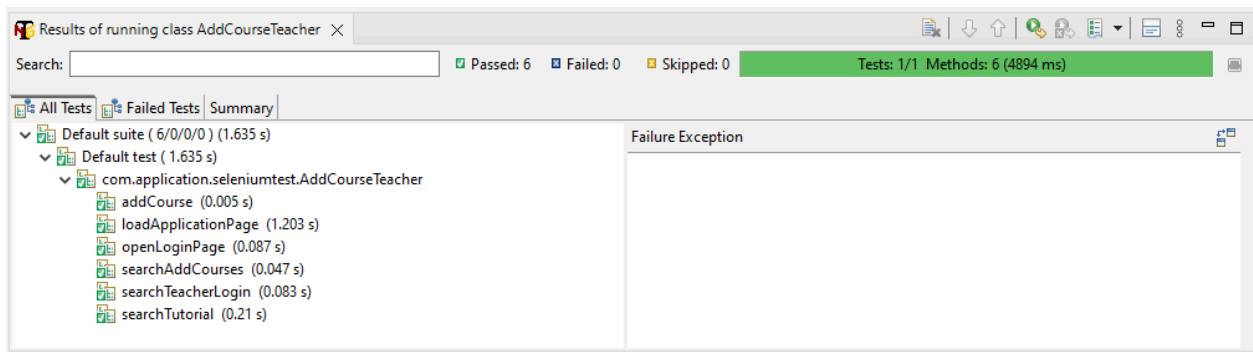 Results of running class AddCourseTeacher
Search: Passed: 6 Failed: 0 Skipped: 0 Tests: 1/1 Methods: 6 (4894 ms)
All Tests Failed Tests Summary
Default suite ( 6/0/0/0 ) (1.635 s)
Failure Exception
Default test ( 1.635 s)
com.application.seleniumtest.AddCourseTeacher
addCourse (0.005 s)
loadApplicationPage (1.203 s)
openLoginPage (0.087 s)
searchAddCourses (0.047 s)
searchTeacherLogin (0.083 s)
searchTutorial (0.21 s)